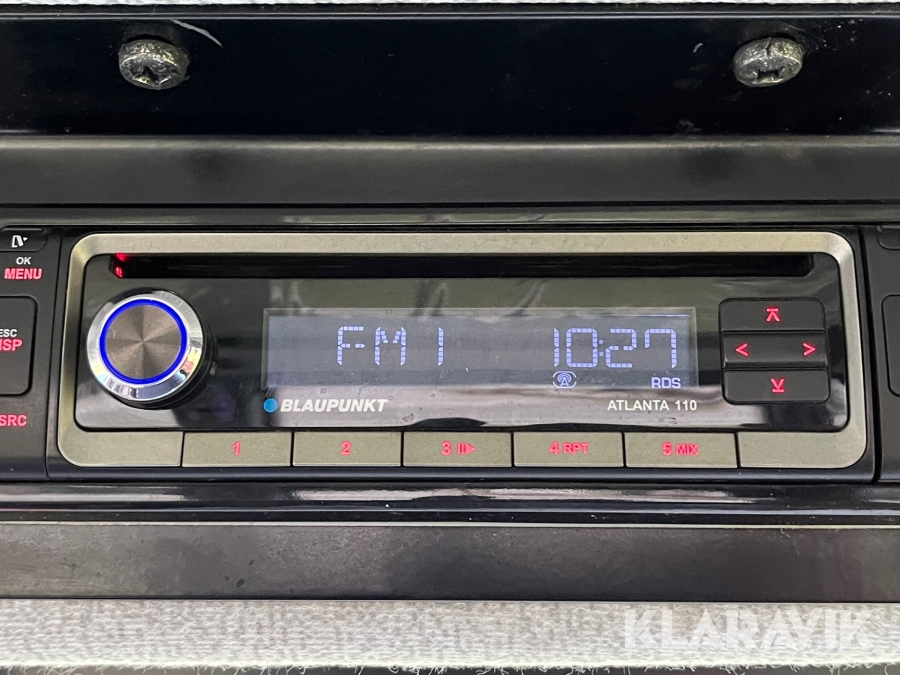 OK
MENU
ESC
SRC
FM1 10:27
RDS
BLAUPUNKT ATLANTA 110
1 2 3 4 RPT 5 MIX
KLARAVIK